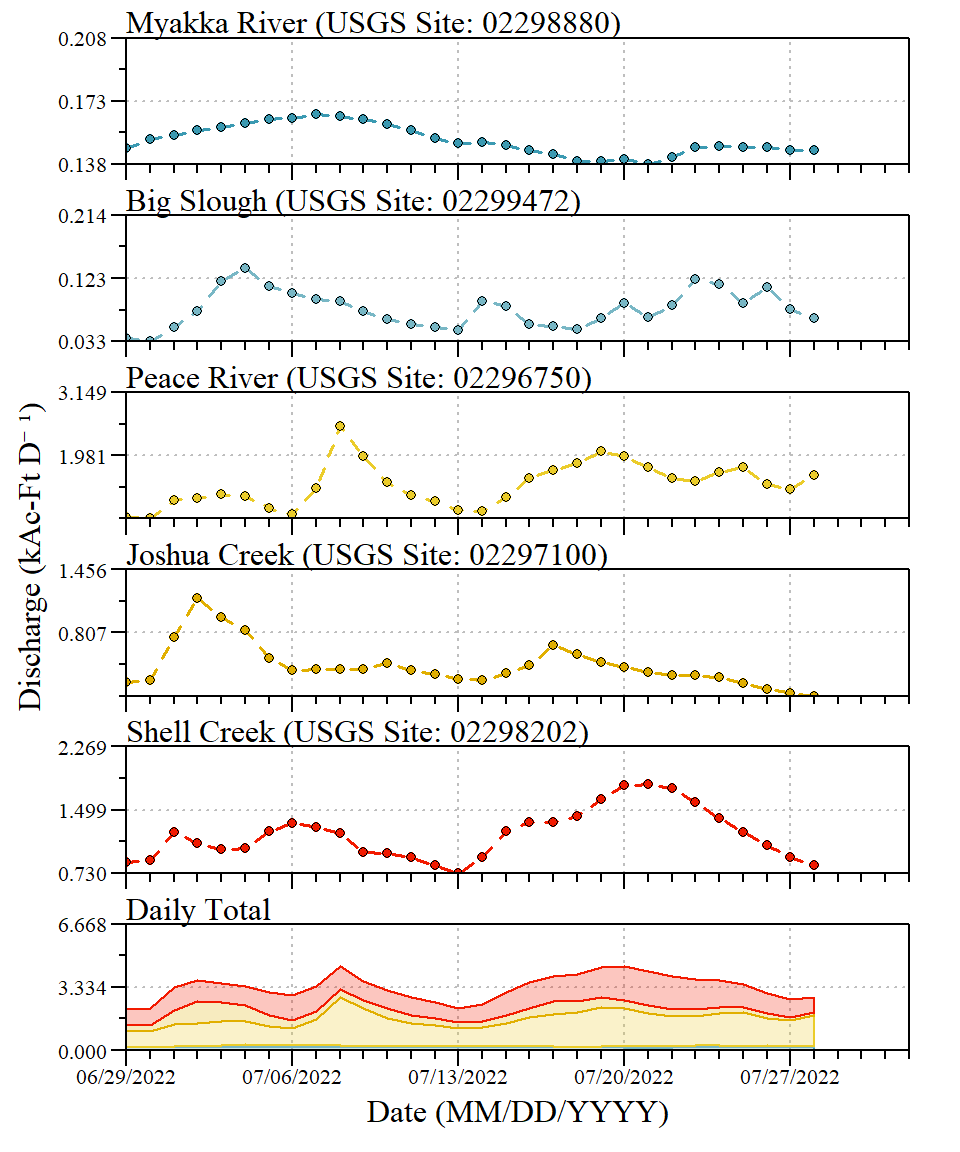 Myakka River (USGS Site: 02298880)
0.208
0.173
0.138
Big Slough (USGS Site: 02299472)
0.214
0.123
0.033
Peace River (USGS Site: 02296750)
3.149
1.981
Joshua Creek (USGS Site: 02297100)
1.456
0.807
Shell Creek (USGS Site: 02298202)
2.269
1.499
0.730
Daily Total
6.668
3.334
0.000
06/29/2022 07/06/2022 07/13/2022 07/20/2022 07/27/2022
Date (MM/DD/YYYY)
Discharge (kAc-Ft D⁻¹)